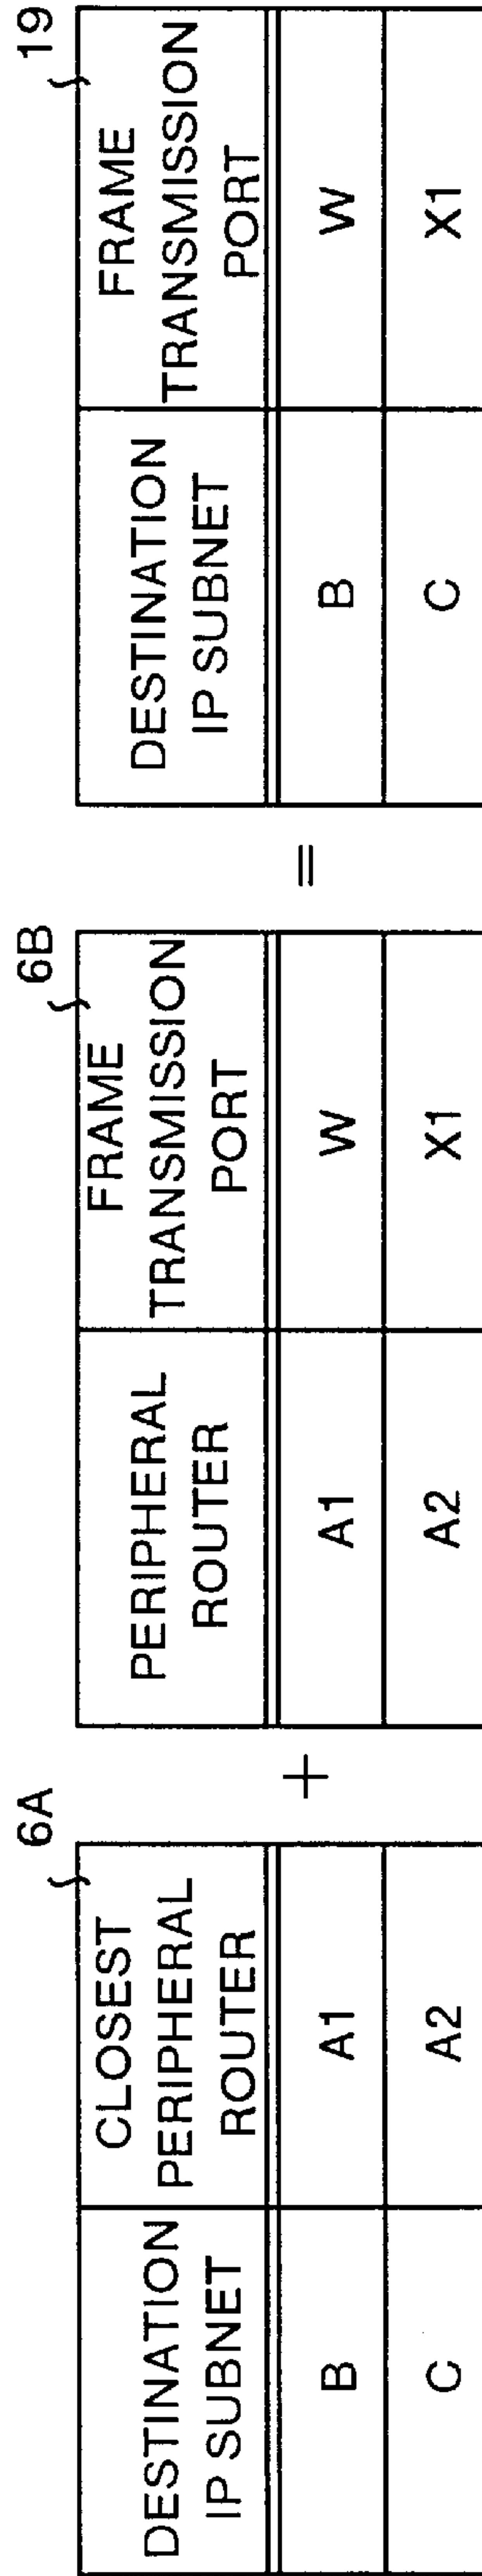 6A
DESTINATION
IP SUBNET
CLOSEST
PERIPHERAL
ROUTER
B
A1
C
A2
+
6B
PERIPHERAL
ROUTER
FRAME
TRANSMISSION
PORT
A1
W
A2
X1
=
19
DESTINATION
IP SUBNET
FRAME
TRANSMISSION
PORT
B
W
C
X1